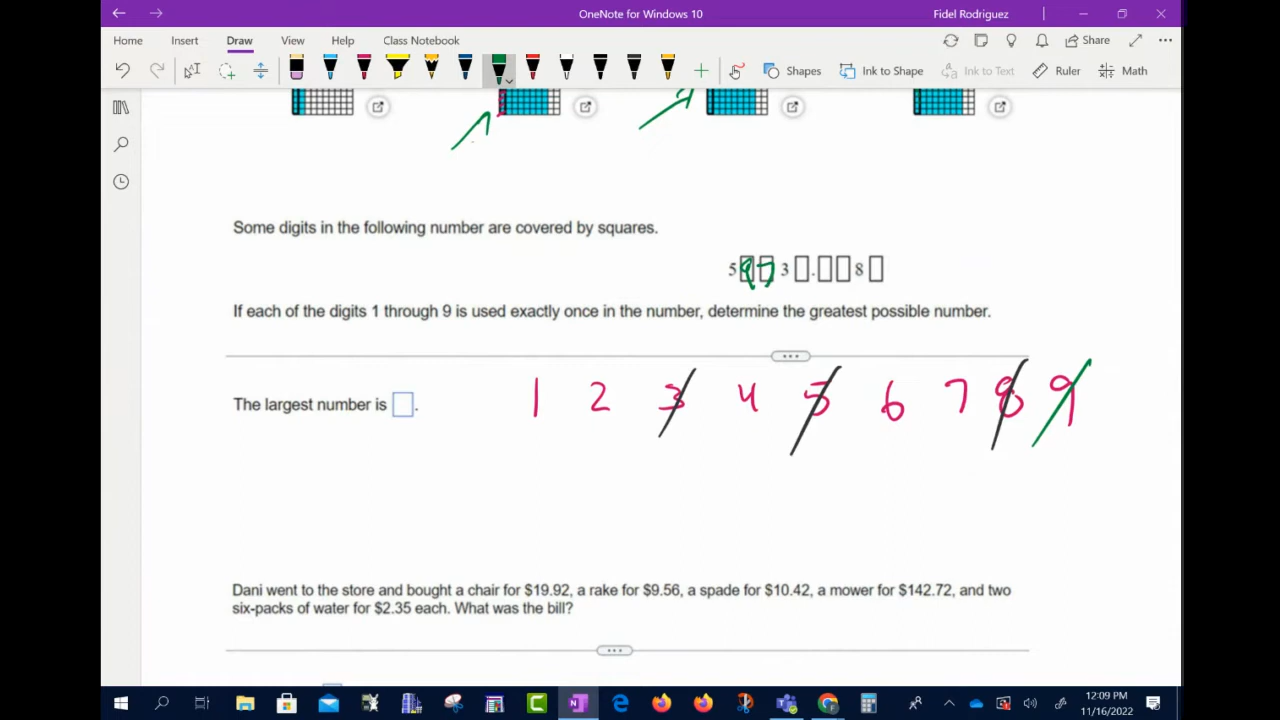 OneNote for Windows 10
Fidel Rodriguez
Home Insert Draw View Help Class Notebook Share
Shapes Ink to Shape Ink to Text Ruler Math
Some digits in the following number are covered by squares.
5 9 7 3 . 8
If each of the digits 1 through 9 is used exactly once in the number, determine the greatest possible number.
The largest number is .
1 2 3 4 5 6 7 8 9
Dani went to the store and bought a chair for $19.92, a rake for $9.56, a spade for $10.42, a mower for $142.72, and two
six-packs of water for $2.35 each. What was the bill?
12:09 PM
11/16/2022